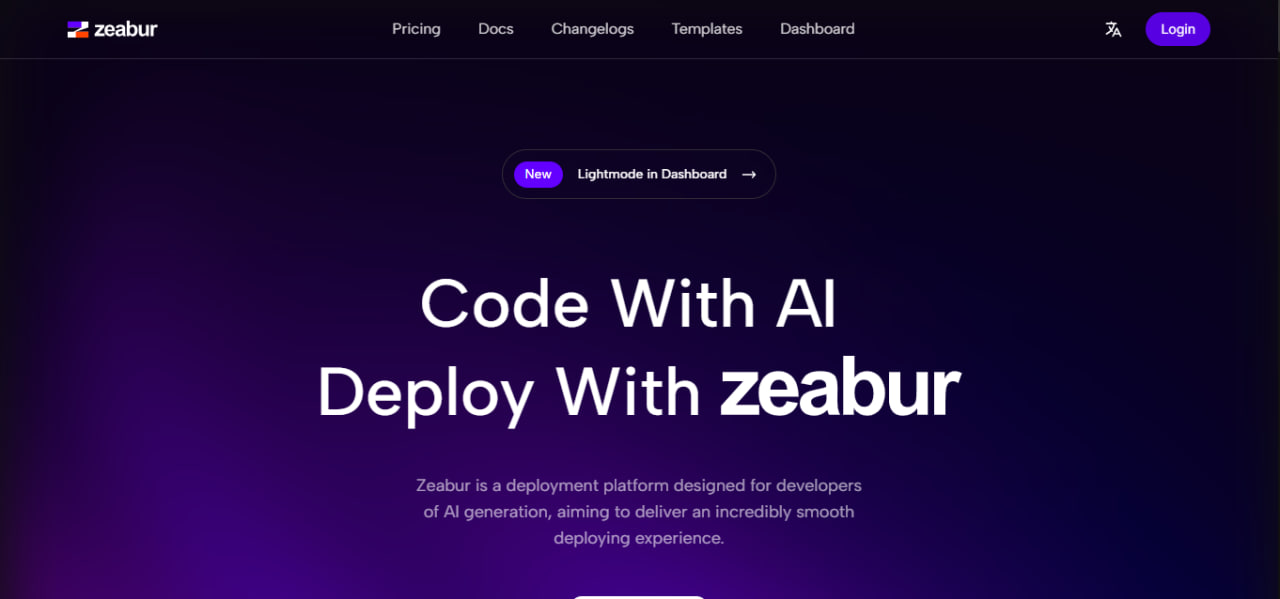 zeabur
Pricing
Docs
Changelogs
Templates
Dashboard
Login
New Lightmode in Dashboard →
Code With AI
Deploy With zeabur
Zeabur is a deployment platform designed for developers
of AI generation, aiming to deliver an incredibly smooth
deploying experience.